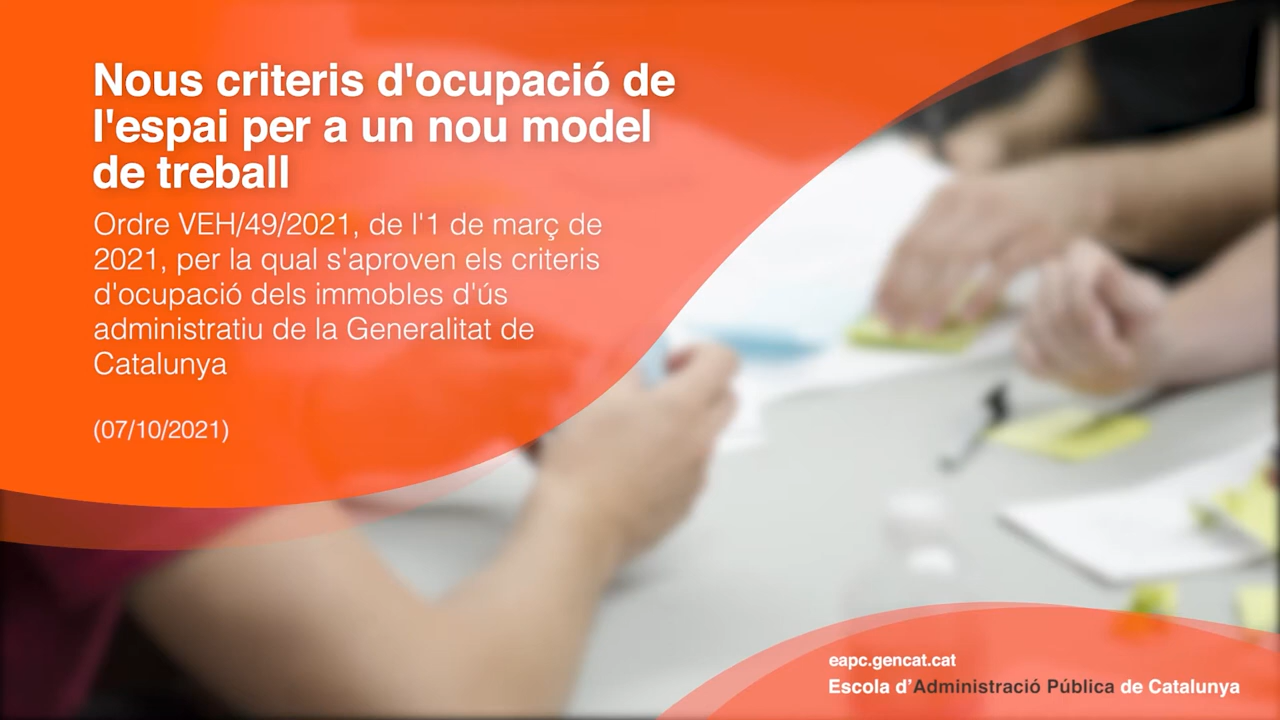 Nous criteris d'ocupació de
l'espai per a un nou model
de treball
Ordre VEH/49/2021, de l'1 de març de
2021, per la qual s'aproven els criteris
d'ocupació dels immobles d'ús
administratiu de la Generalitat de
Catalunya
(07/10/2021)
eapc.gencat.cat
Escola d'Administració Pública de Catalunya